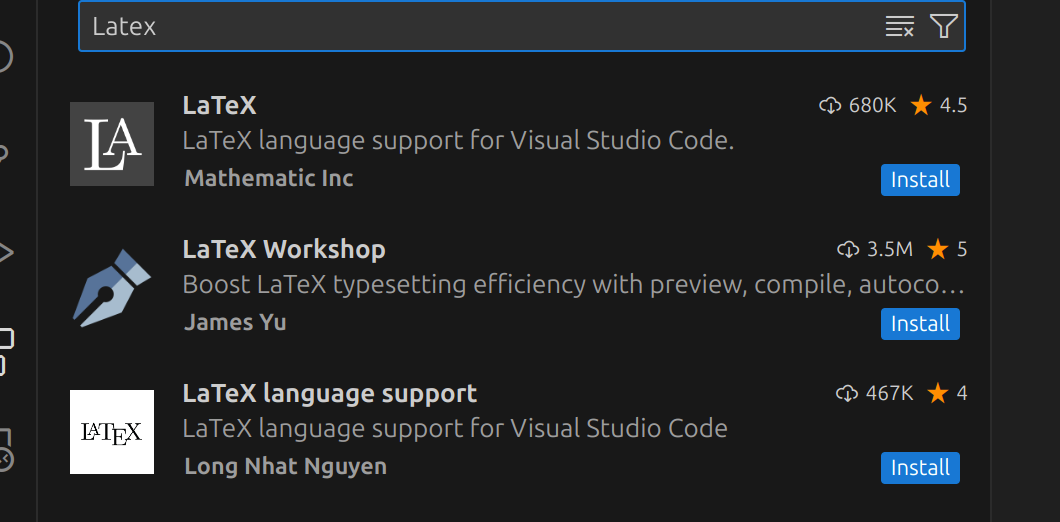 Latex
LaTeX 680K 4.5
LaTeX language support for Visual Studio Code.
Mathematic Inc
Install
LaTeX Workshop 3.5M 5
Boost LaTeX typesetting efficiency with preview, compile, autoco…
James Yu
Install
LaTeX language support 467K 4
LaTeX language support for Visual Studio Code
Long Nhat Nguyen
Install
LA
LATEX